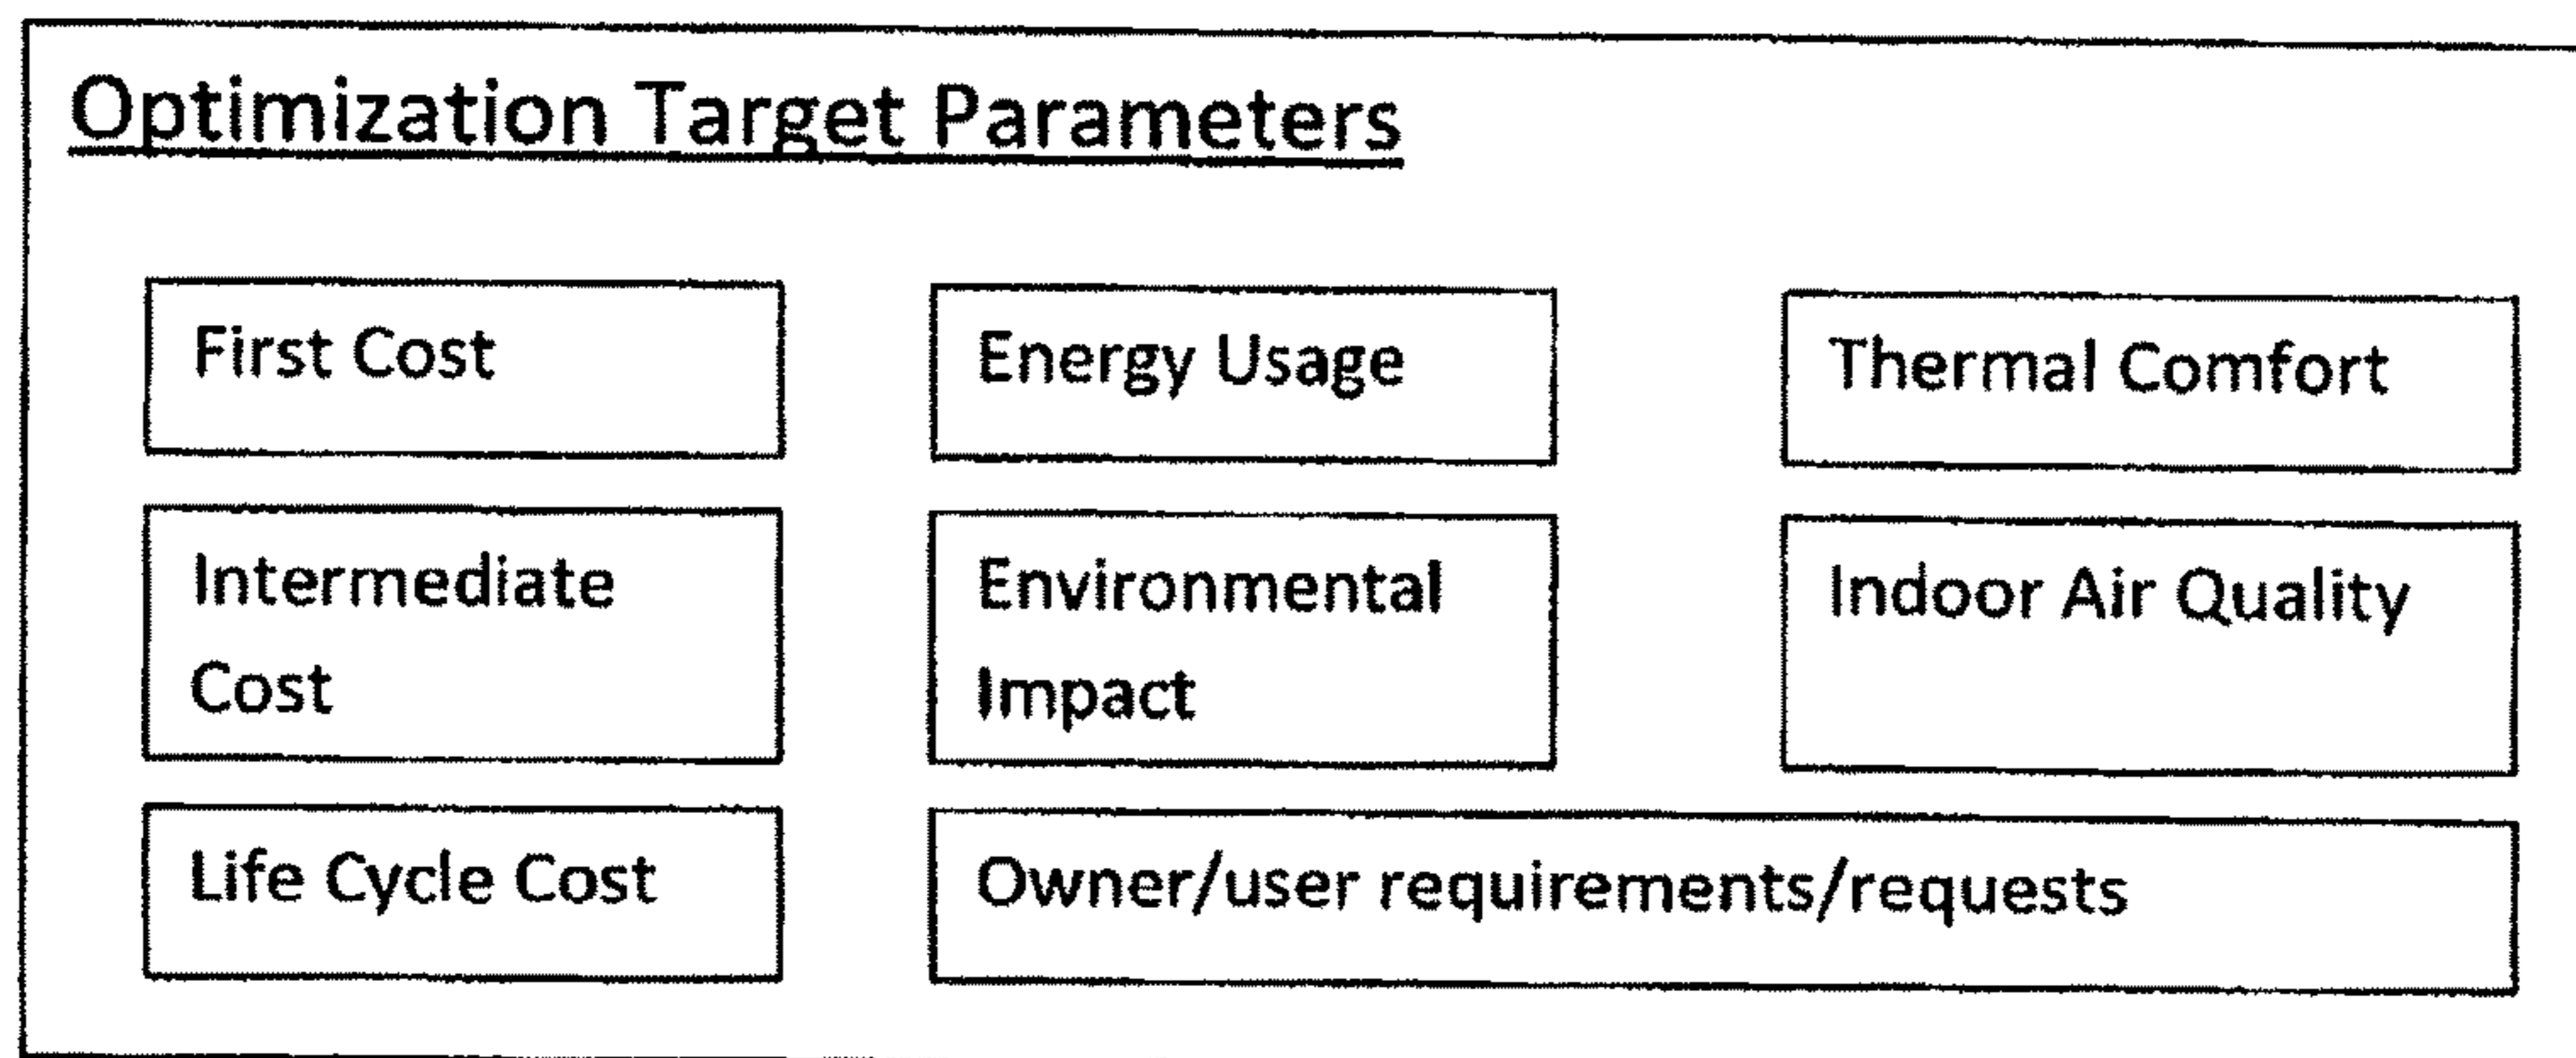 Optimization Target Parameters
First Cost
Energy Usage
Thermal Comfort
Intermediate
Cost
Environmental
Impact
Indoor Air Quality
Life Cycle Cost
Owner/user requirements/requests